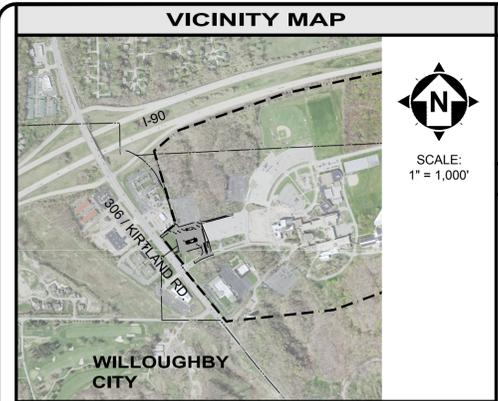 VICINITY MAP
I-90
N
SCALE:
1" = 1,000'
306 / KIRTLAND RD.
WILLOUGHBY
CITY